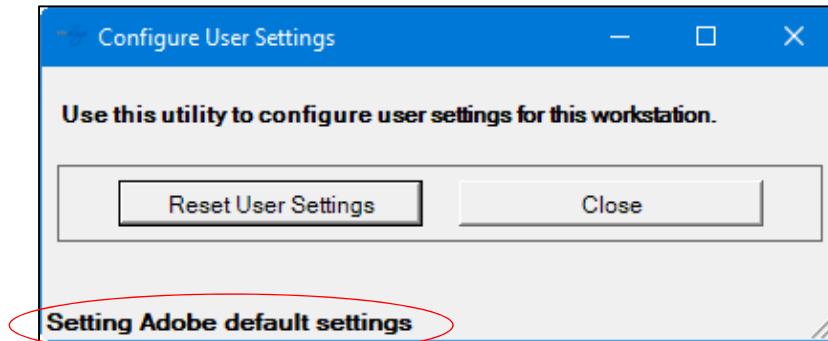 Configure User Settings
Use this utility to configure user settings for this workstation.
Reset User Settings
Close
Setting Adobe default settings